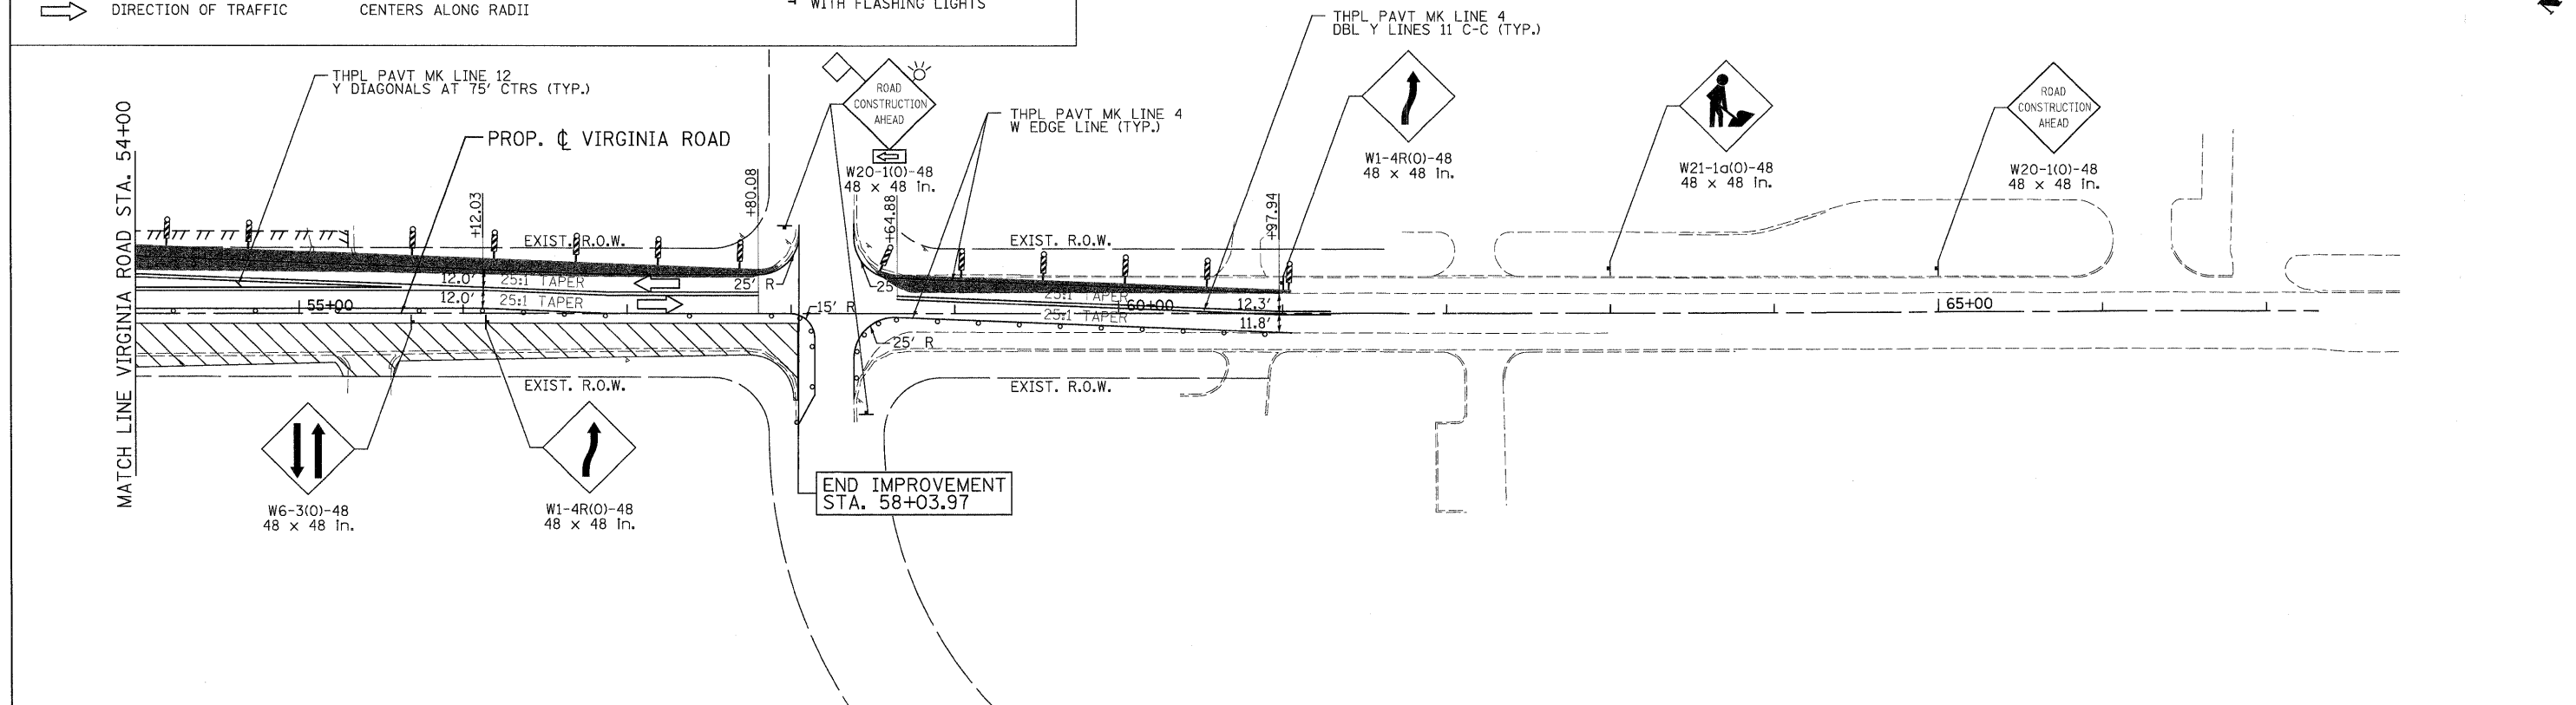 DIRECTION OF TRAFFIC
CENTERS ALONG RADII
WITH FLASHING LIGHTS
THPL PAVT MK LINE 4
DBL Y LINES 11 C-C (TYP.)
THPL PAVT MK LINE 12
Y DIAGONALS AT 75' CTRS (TYP.)
ROAD
CONSTRUCTION
AHEAD
W20-1(O)-48
48 x 48 in.
THPL PAVT MK LINE 4
W EDGE LINE (TYP.)
W1-4R(O)-48
48 x 48 in.
W21-1a(O)-48
48 x 48 in.
ROAD
CONSTRUCTION
AHEAD
W20-1(O)-48
48 x 48 in.
MATCH LINE VIRGINIA ROAD STA. 54+00
PROP. ℄ VIRGINIA ROAD
+12.03
+80.08
+64.88
+97.94
EXIST. R.O.W.
EXIST. R.O.W.
12.0'
25:1 TAPER
25' R
25'
12.0'
25:1 TAPER
55+00
15' R
25:1 TAPER
60+00
12.3'
65+00
25:1 TAPER
11.8'
25' R
EXIST. R.O.W.
EXIST. R.O.W.
W6-3(O)-48
48 x 48 in.
W1-4R(O)-48
48 x 48 in.
END IMPROVEMENT
STA. 58+03.97